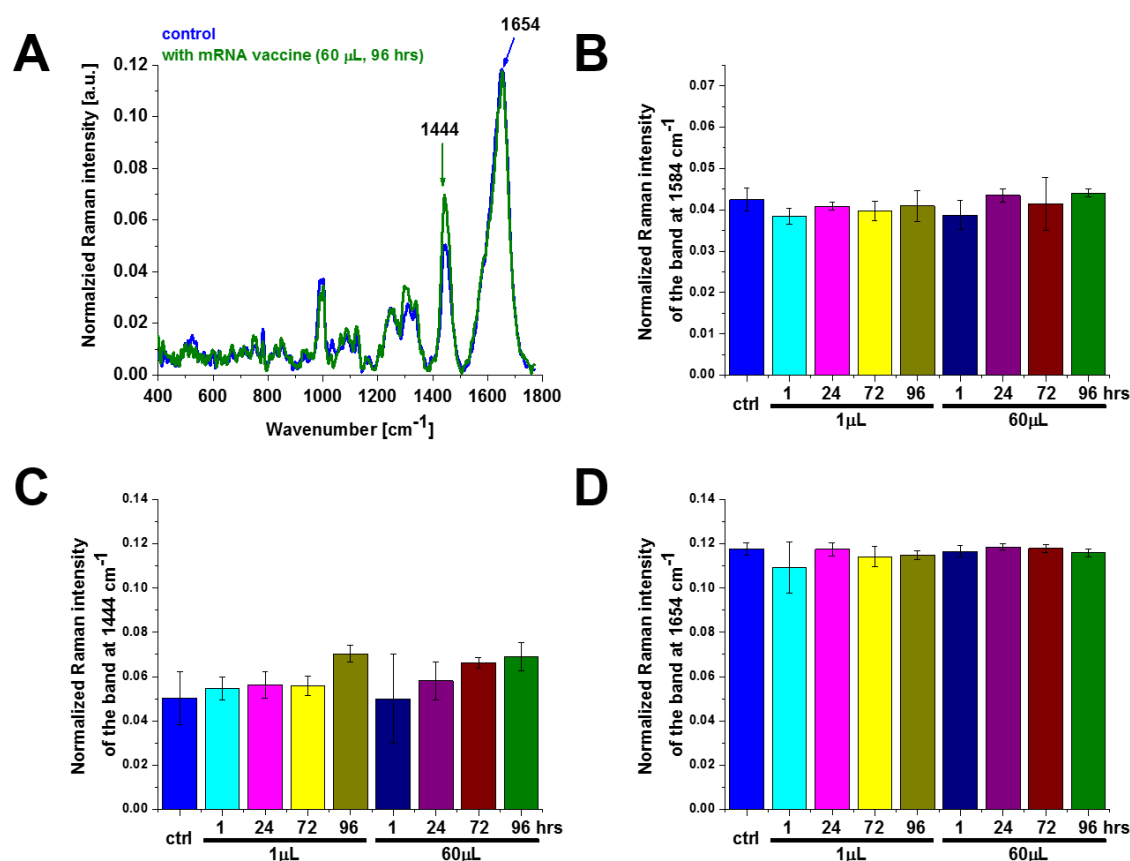 A
control
with mRNA vaccine (60 µL, 96 hrs)
1654
1444
Normalzied Raman intensity [a.u.]
0.12
0.10
0.08
0.06
0.04
0.02
0.00
400 600 800 1000 1200 1400 1600 1800
Wavenumber [cm-1]
B
Normalized Raman intensity
of the band at 1584 cm-1
0.07
0.06
0.05
0.04
0.03
0.02
0.01
0.00
ctrl 1 24 72 96 1 24 72 96 hrs
1µL 60µL
C
Normalized Raman intensity
of the band at 1444 cm-1
0.14
0.12
0.10
0.08
0.06
0.04
0.02
0.00
ctrl 1 24 72 96 1 24 72 96 hrs
1µL 60µL
D
Normalized Raman intensity
of the band at 1654 cm-1
0.14
0.12
0.10
0.08
0.06
0.04
0.02
0.00
ctrl 1 24 72 96 1 24 72 96 hrs
1µL 60µL